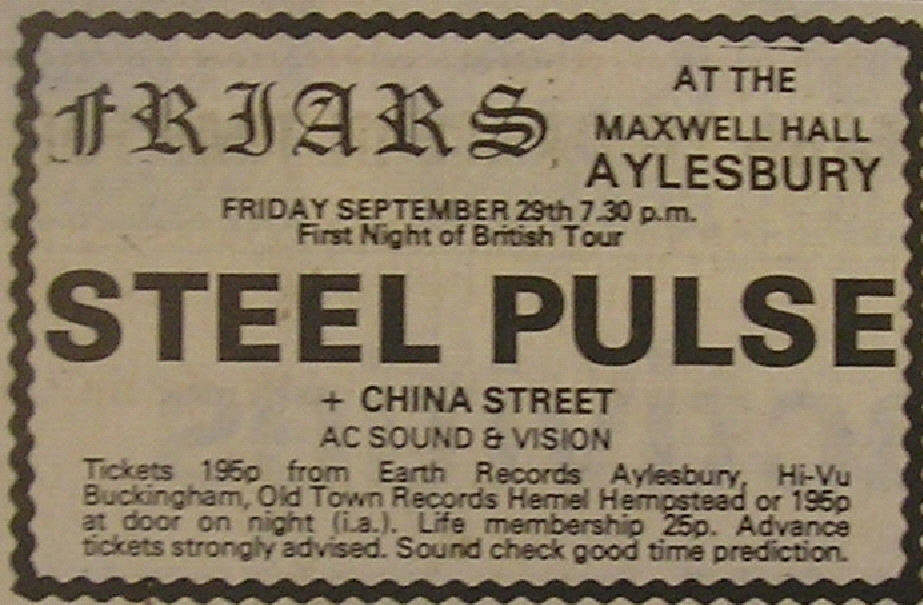 FRIARS
AT THE
MAXWELL HALL
AYLESBURY
FRIDAY SEPTEMBER 29th 7.30 p.m.
First Night of British Tour
STEEL PULSE
+ CHINA STREET
AC SOUND & VISION
Tickets 195p from Earth Records Aylesbury, Hi-Vu
Buckingham, Old Town Records Hemel Hempstead or 195p
at door on night (i.a.). Life membership 25p. Advance
tickets strongly advised. Sound check good time prediction.